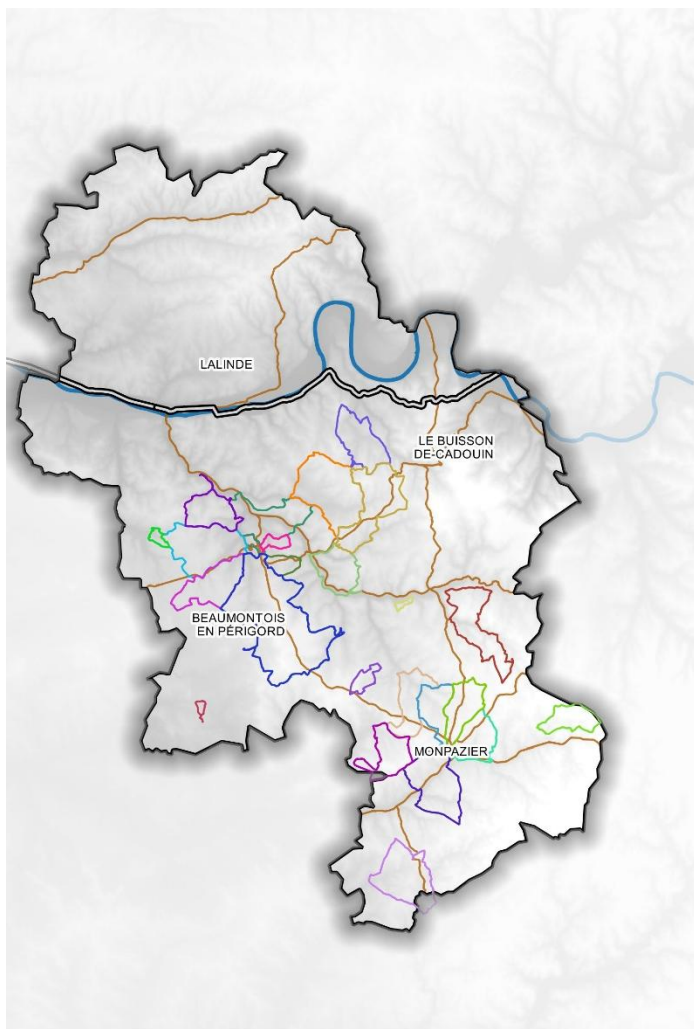 LALINDE
LE BUISSON
DE-CADOUIN
BEAUMONTOIS
EN PÉRIGORD
MONPAZIER